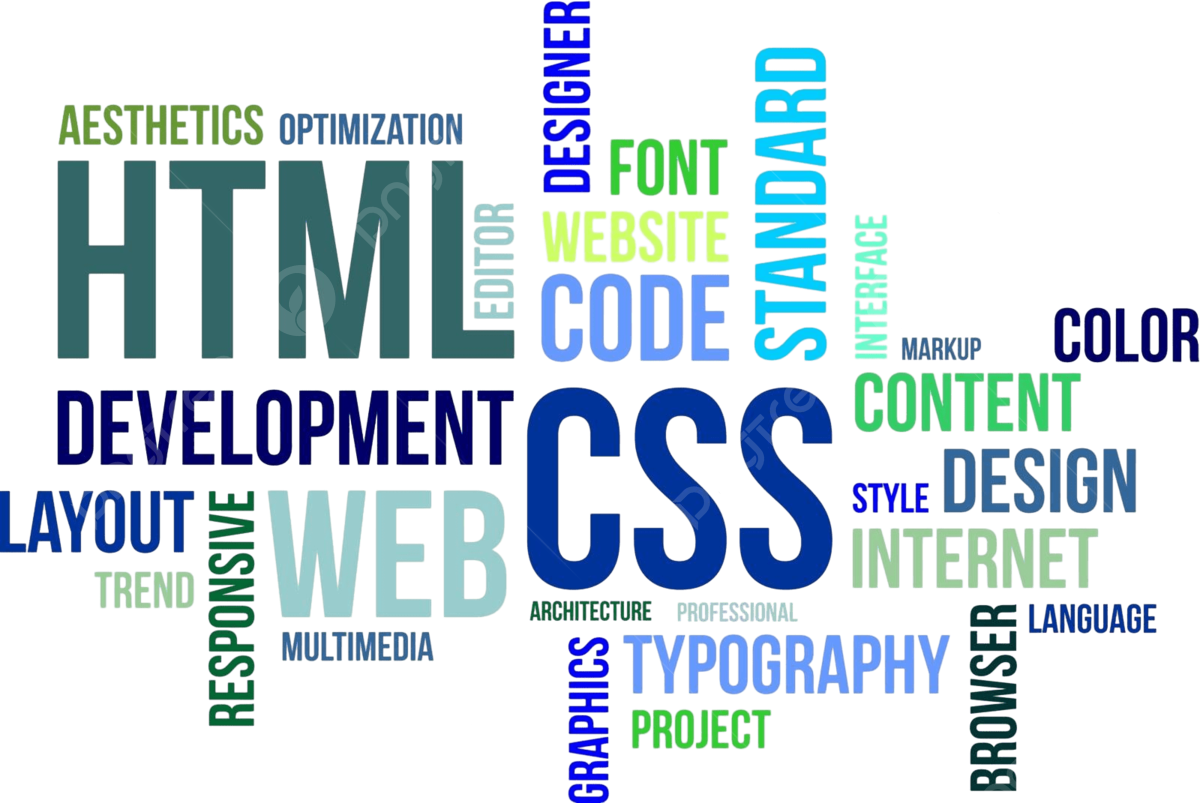 DESIGNER
STANDARD
AESTHETICS
OPTIMIZATION
FONT
HTML
EDITOR
WEBSITE
INTERFACE
CODE
COLOR
MARKUP
CONTENT
DEVELOPMENT
CSS
DESIGN
STYLE
LAYOUT
RESPONSIVE
WEB
INTERNET
TREND
ARCHITECTURE
PROFESSIONAL
LANGUAGE
BROWSER
MULTIMEDIA
GRAPHICS
TYPOGRAPHY
PROJECT